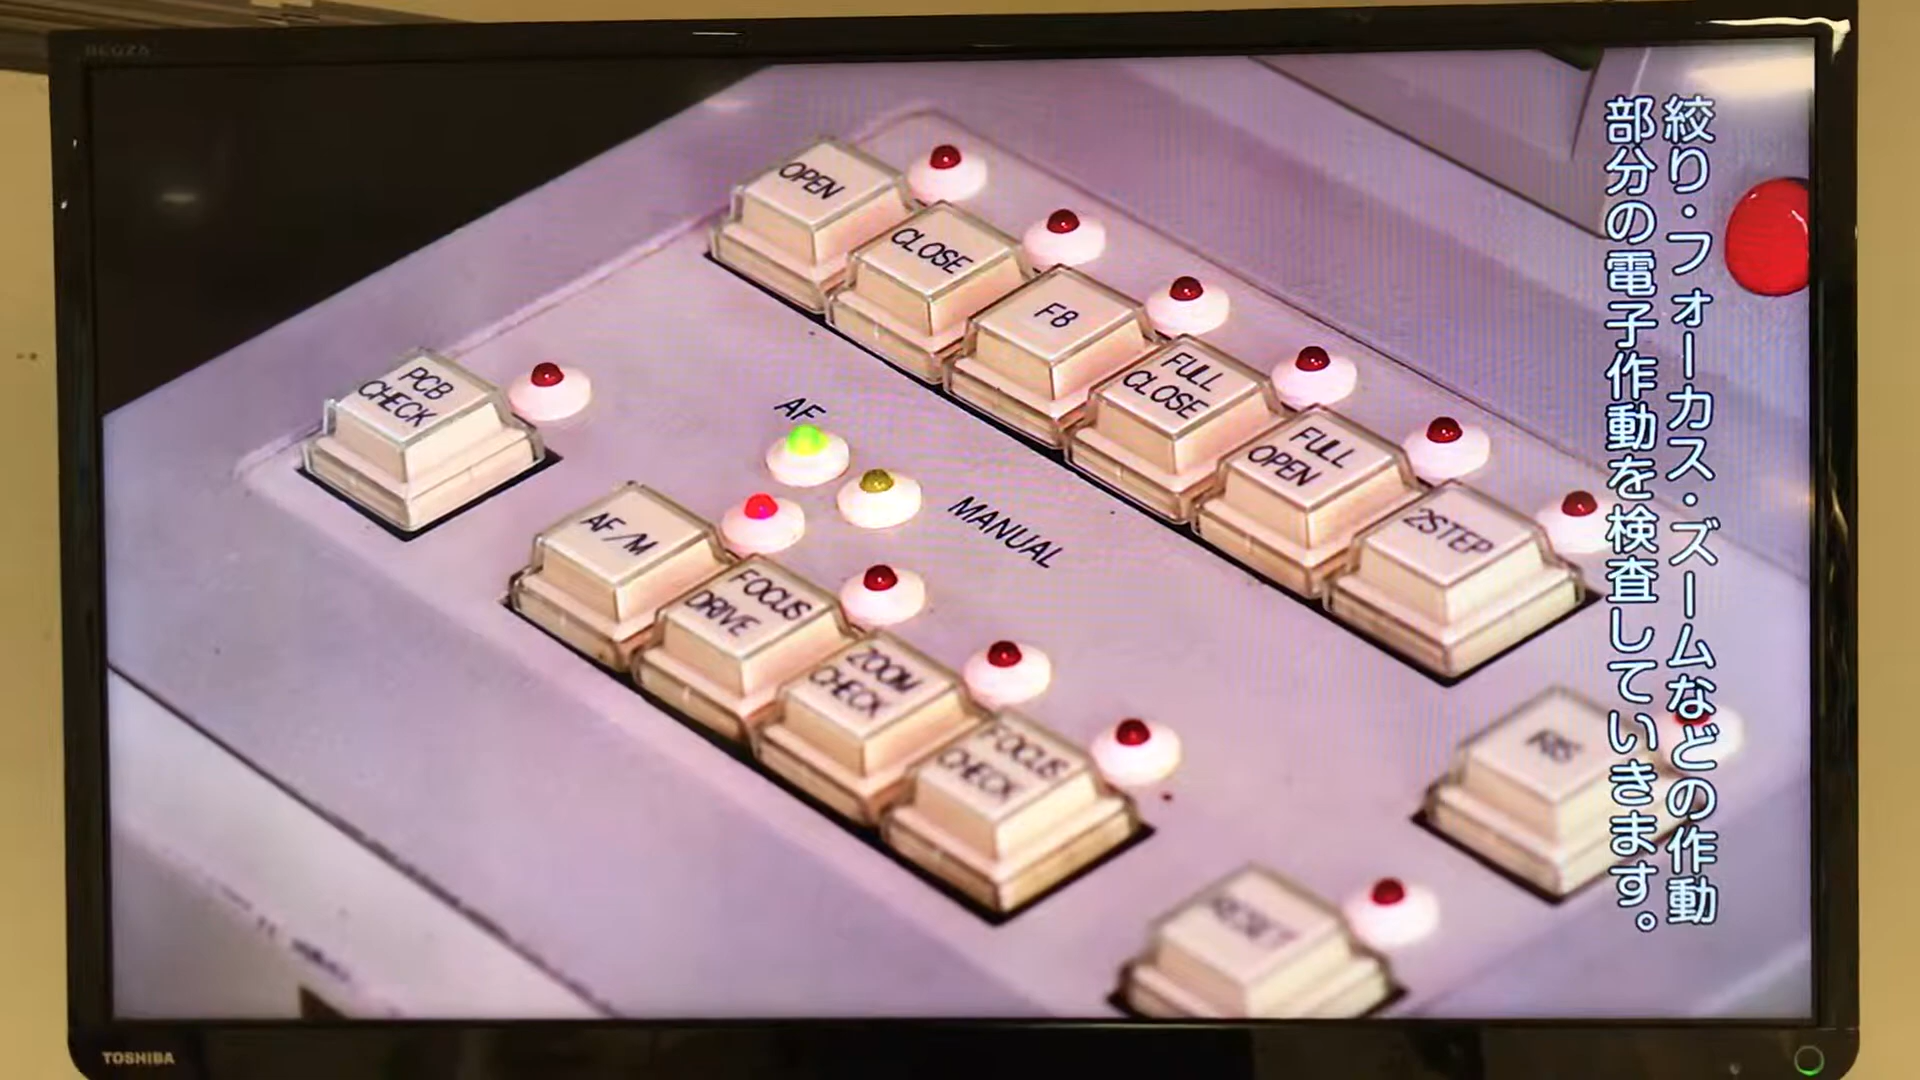 REGZA
絞り・フォーカス・ズームなどの作動
部分の電子作動を検査していきます。
OPEN
CLOSE
FB
FULL
CLOSE
FULL
OPEN
2STEP
PCB
CHECK
AF
MANUAL
AF/M
FOCUS
DRIVE
ZOOM
CHECK
FOCUS
CHECK
RESET
TOSHIBA